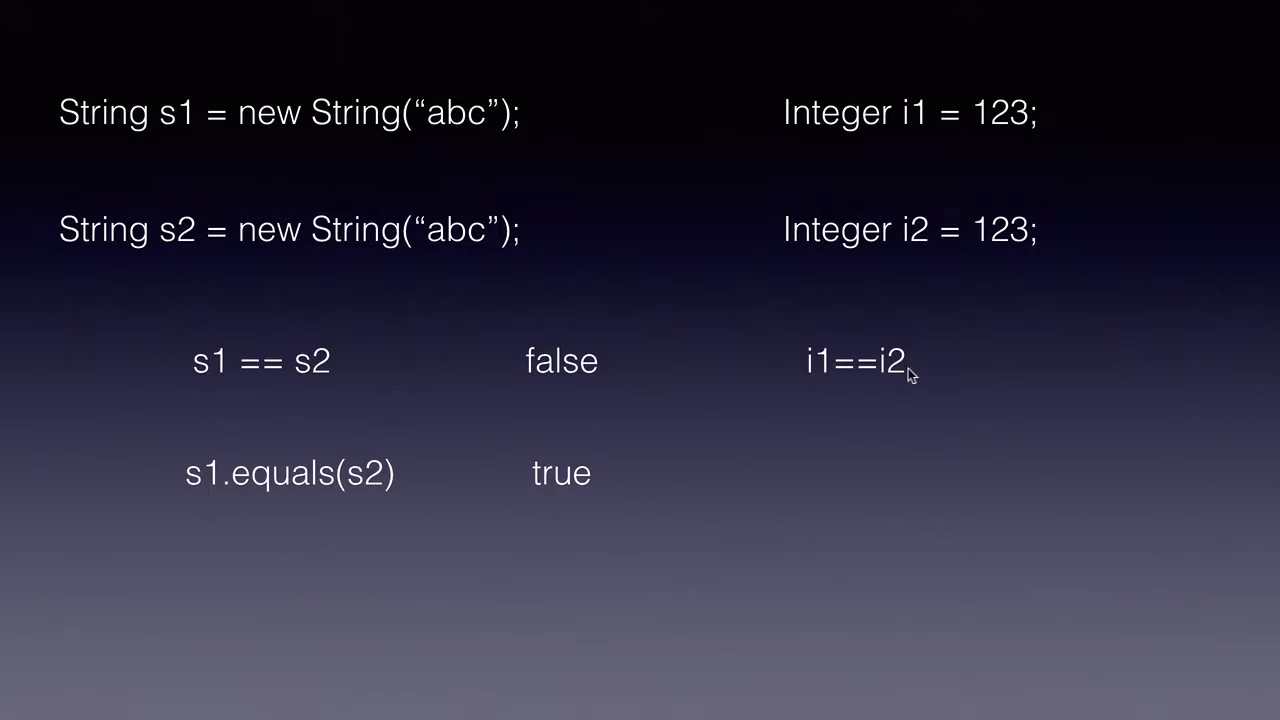 String s1 = new String(“abc”);
Integer i1 = 123;
String s2 = new String(“abc”);
Integer i2 = 123;
s1 == s2
false
i1==i2
s1.equals(s2)
true